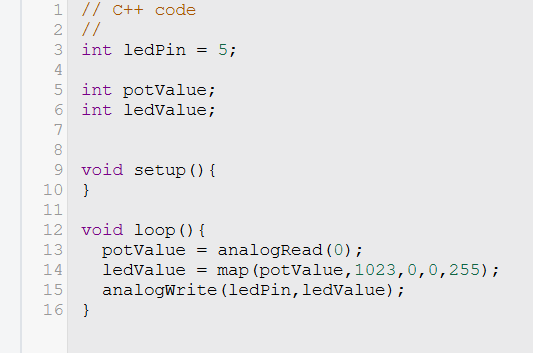 1 // C++ code
2 //
3 int ledPin = 5;
4
5 int potValue;
6 int ledValue;
7
8
9 void setup(){
10 }
11
12 void loop(){
13   potValue = analogRead(0);
14   ledValue = map(potValue,1023,0,0,255);
15   analogWrite(ledPin,ledValue);
16 }